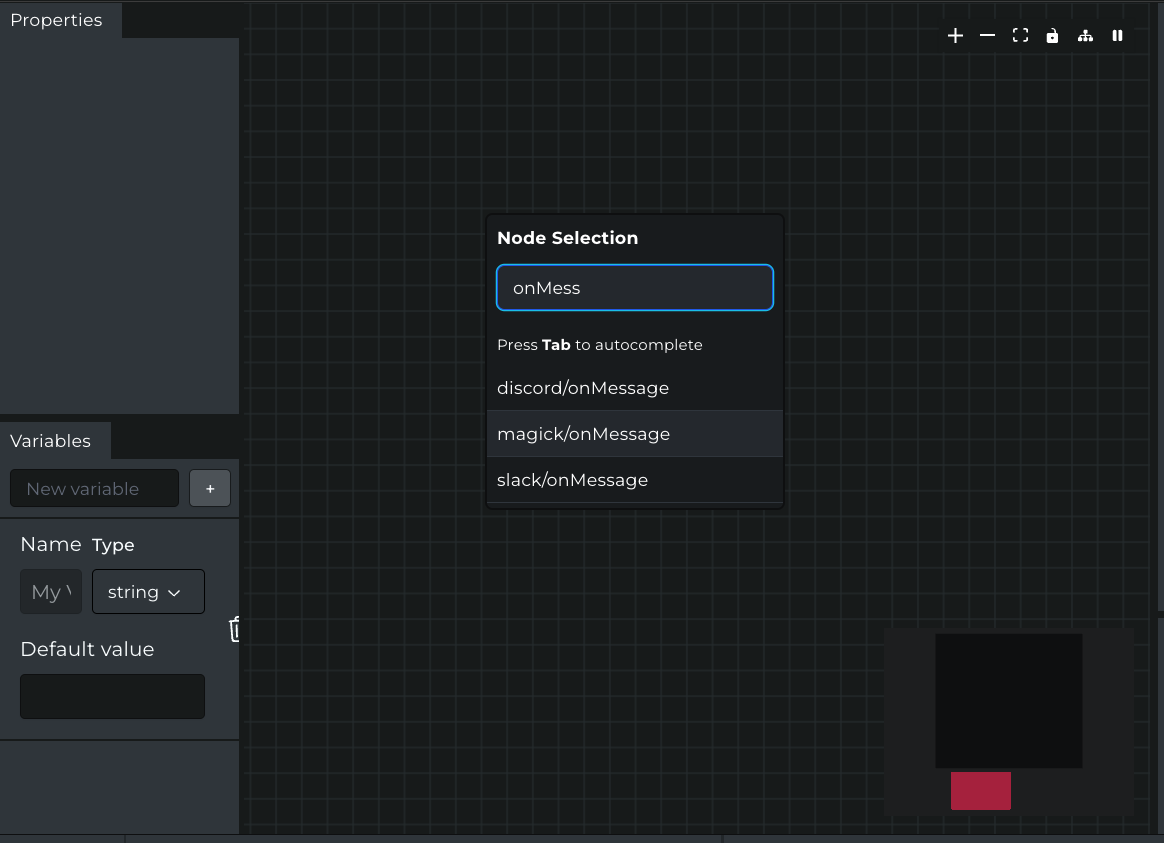 Properties
Node Selection
onMess
Press Tab to autocomplete
discord/onMessage
magick/onMessage
slack/onMessage
Variables
New variable
+
Name Type
My string
Default value